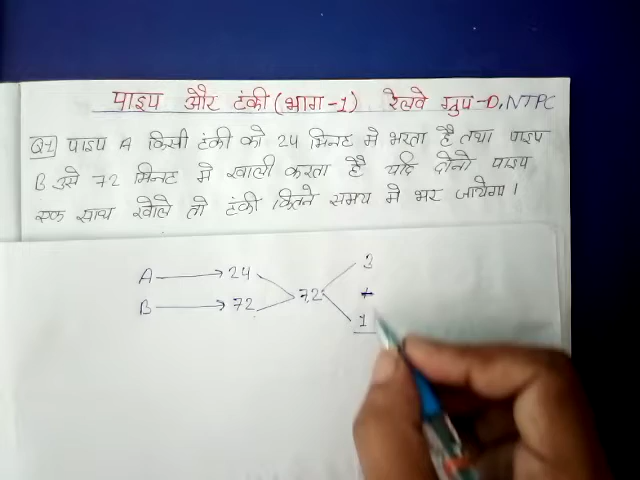 पाइप और टंकी (भाग-1) रेलवे ग्रुप-D, NTPC
Q1 पाइप A किसी टंकी को 24 मिनट मे भरता है तथा पाइप
B उसे 72 मिनट मे खाली करता है यदि दोनो पाइप
एक साथ खोले तो टंकी कितने समय मे भर जायेगा।
A → 24 3
72 +
B → 72 1